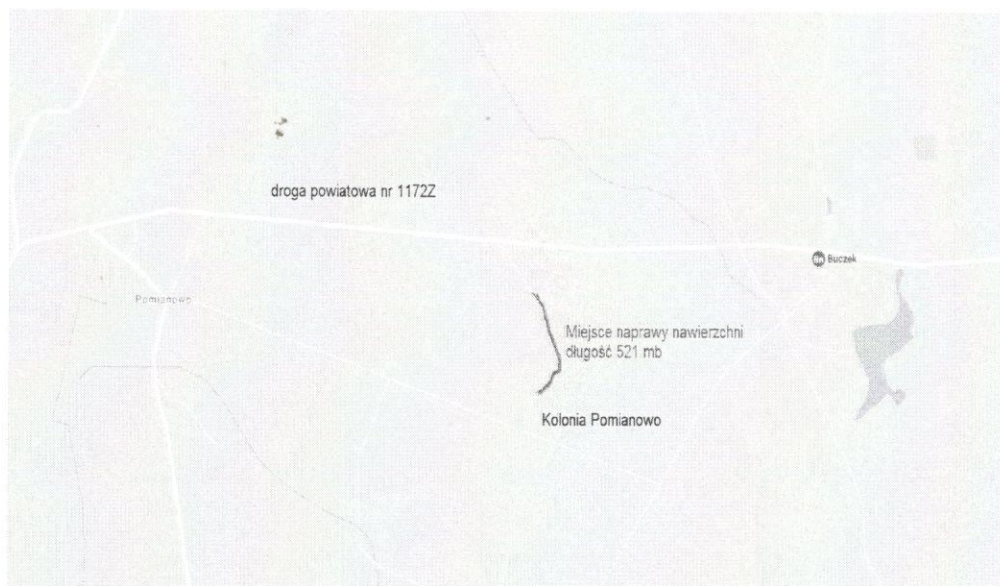 droga powiatowa nr 1172Z
Buczek
Pomianowo
Miejsce naprawy nawierzchni
długość 521 mb
Kolonia Pomianowo